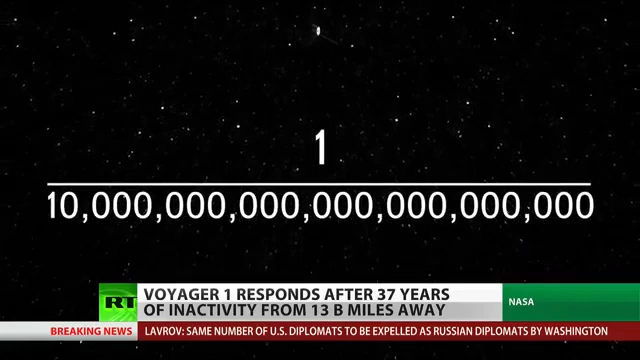 1
10,000,000,000,000,000,000,000
RT
VOYAGER 1 RESPONDS AFTER 37 YEARS
OF INACTIVITY FROM 13 B MILES AWAY
NASA
BREAKING NEWS
LAVROV: SAME NUMBER OF U.S. DIPLOMATS TO BE EXPELLED AS RUSSIAN DIPLOMATS BY WASHINGTON